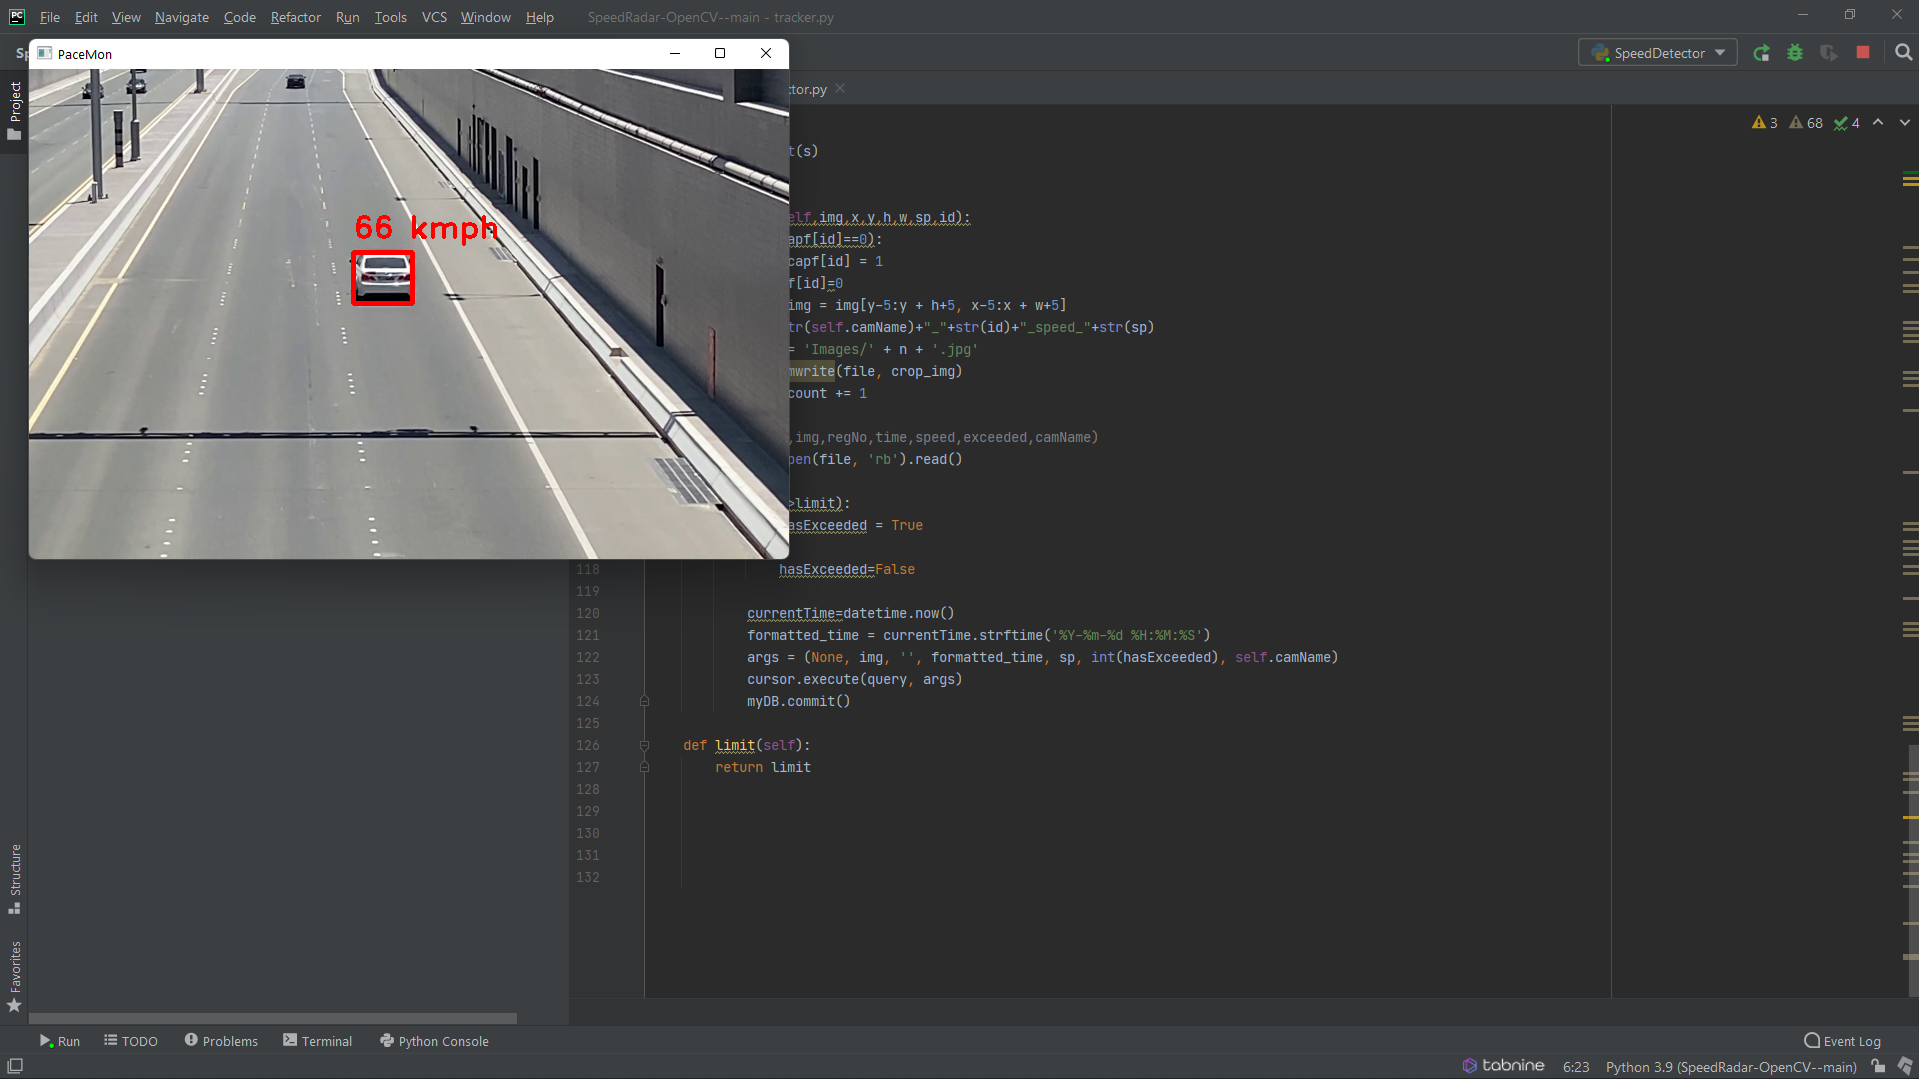 File Edit View Navigate Code Refactor Run Tools VCS Window Help SpeedRadar-OpenCV--main - tracker.py
PaceMon
SpeedDetector
Project
tor.py
3 68 4
66 kmph
t(s)
elf,img,x,y,h,w,sp,id):
apf[id]==0):
capf[id] = 1
f[id]=0
img = img[y-5:y + h+5, x-5:x + w+5]
tr(self.camName)+"_"+str(id)+"_speed_"+str(sp)
= 'Images/' + n + '.jpg'
mwrite(file, crop_img)
count += 1
,img,regNo,time,speed,exceeded,camName)
pen(file, 'rb').read()
>limit):
asExceeded = True
118 hasExceeded=False
119
120 currentTime=datetime.now()
121 formatted_time = currentTime.strftime('%Y-%m-%d %H:%M:%S')
122 args = (None, img, '', formatted_time, sp, int(hasExceeded), self.camName)
123 cursor.execute(query, args)
124 myDB.commit()
125
126 def limit(self):
127 return limit
128
129
130
131
132
Structure
Favorites
Run TODO Problems Terminal Python Console Event Log
tabnine 6:23 Python 3.9 (SpeedRadar-OpenCV--main)